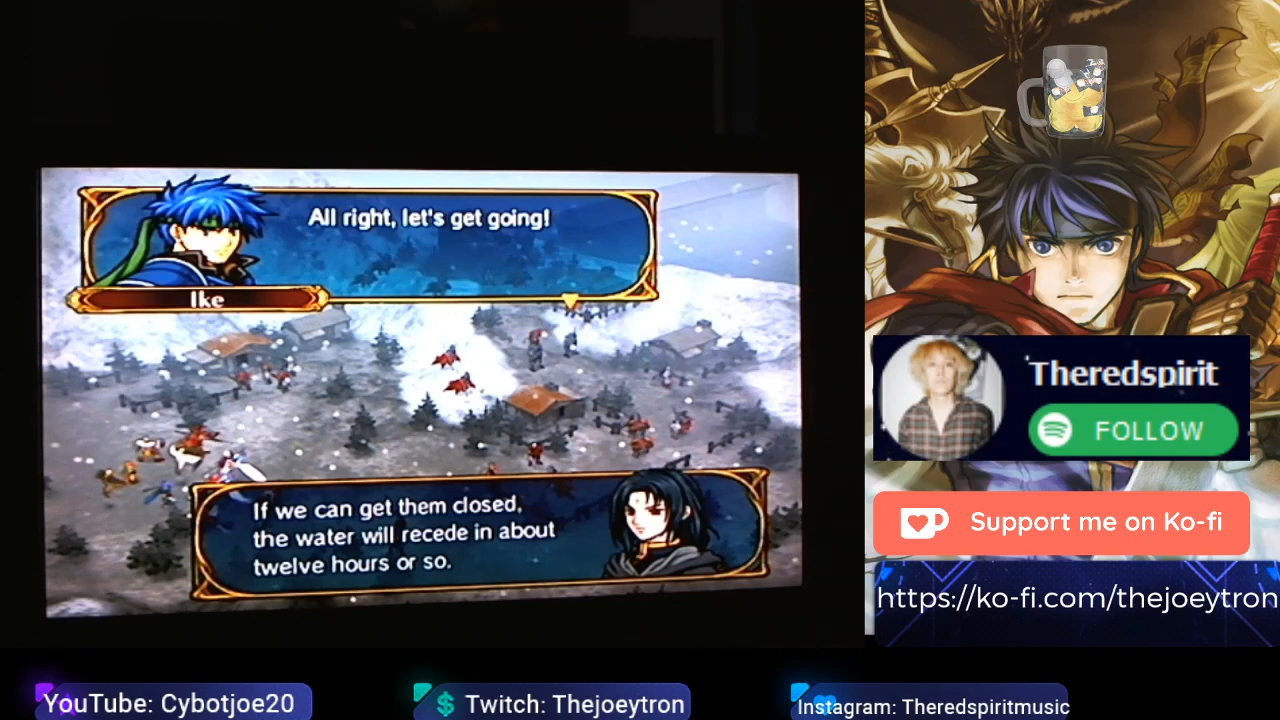 All right, let's get going!
Ike
If we can get them closed,
the water will recede in about
twelve hours or so.
Theredspirit
FOLLOW
Support me on Ko-fi
https://ko-fi.com/thejoeytron
YouTube: Cybotjoe20
$ Twitch: Thejoeytron
Instagram: Theredspiritmusic